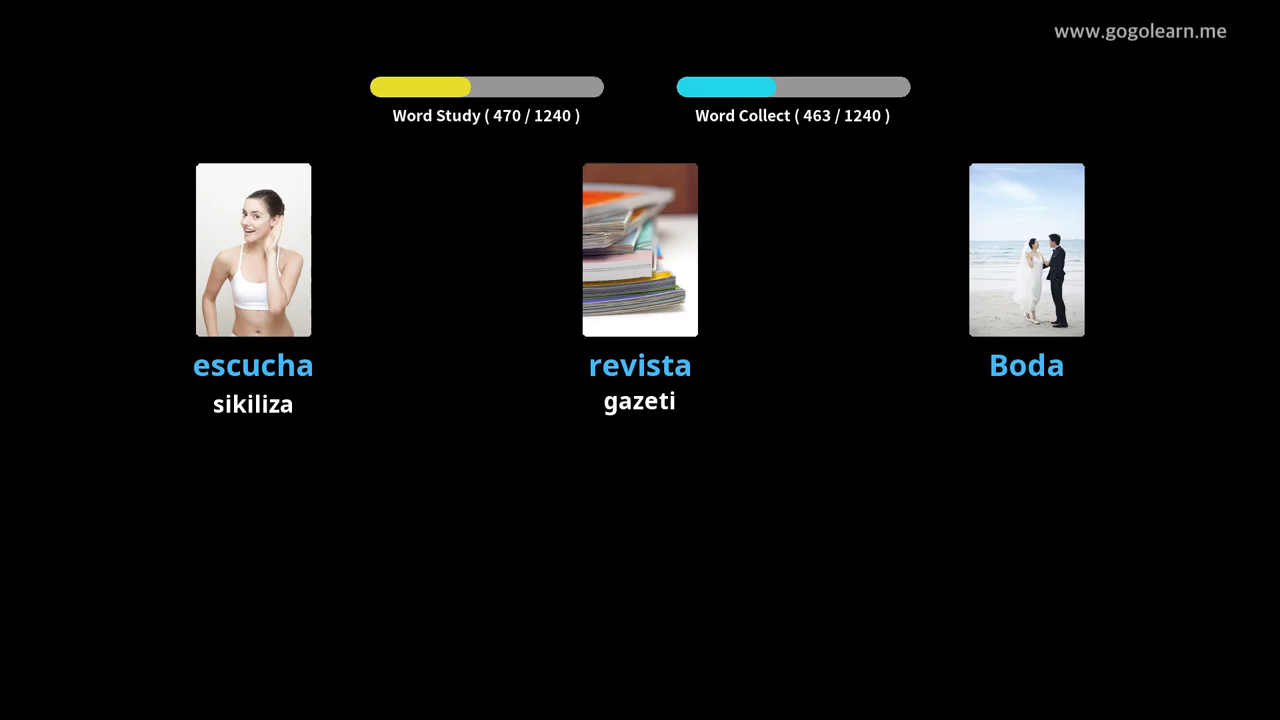 www.gogolearn.me
Word Study ( 470 / 1240 )
Word Collect ( 463 / 1240 )
escucha
revista
Boda
sikiliza
gazeti